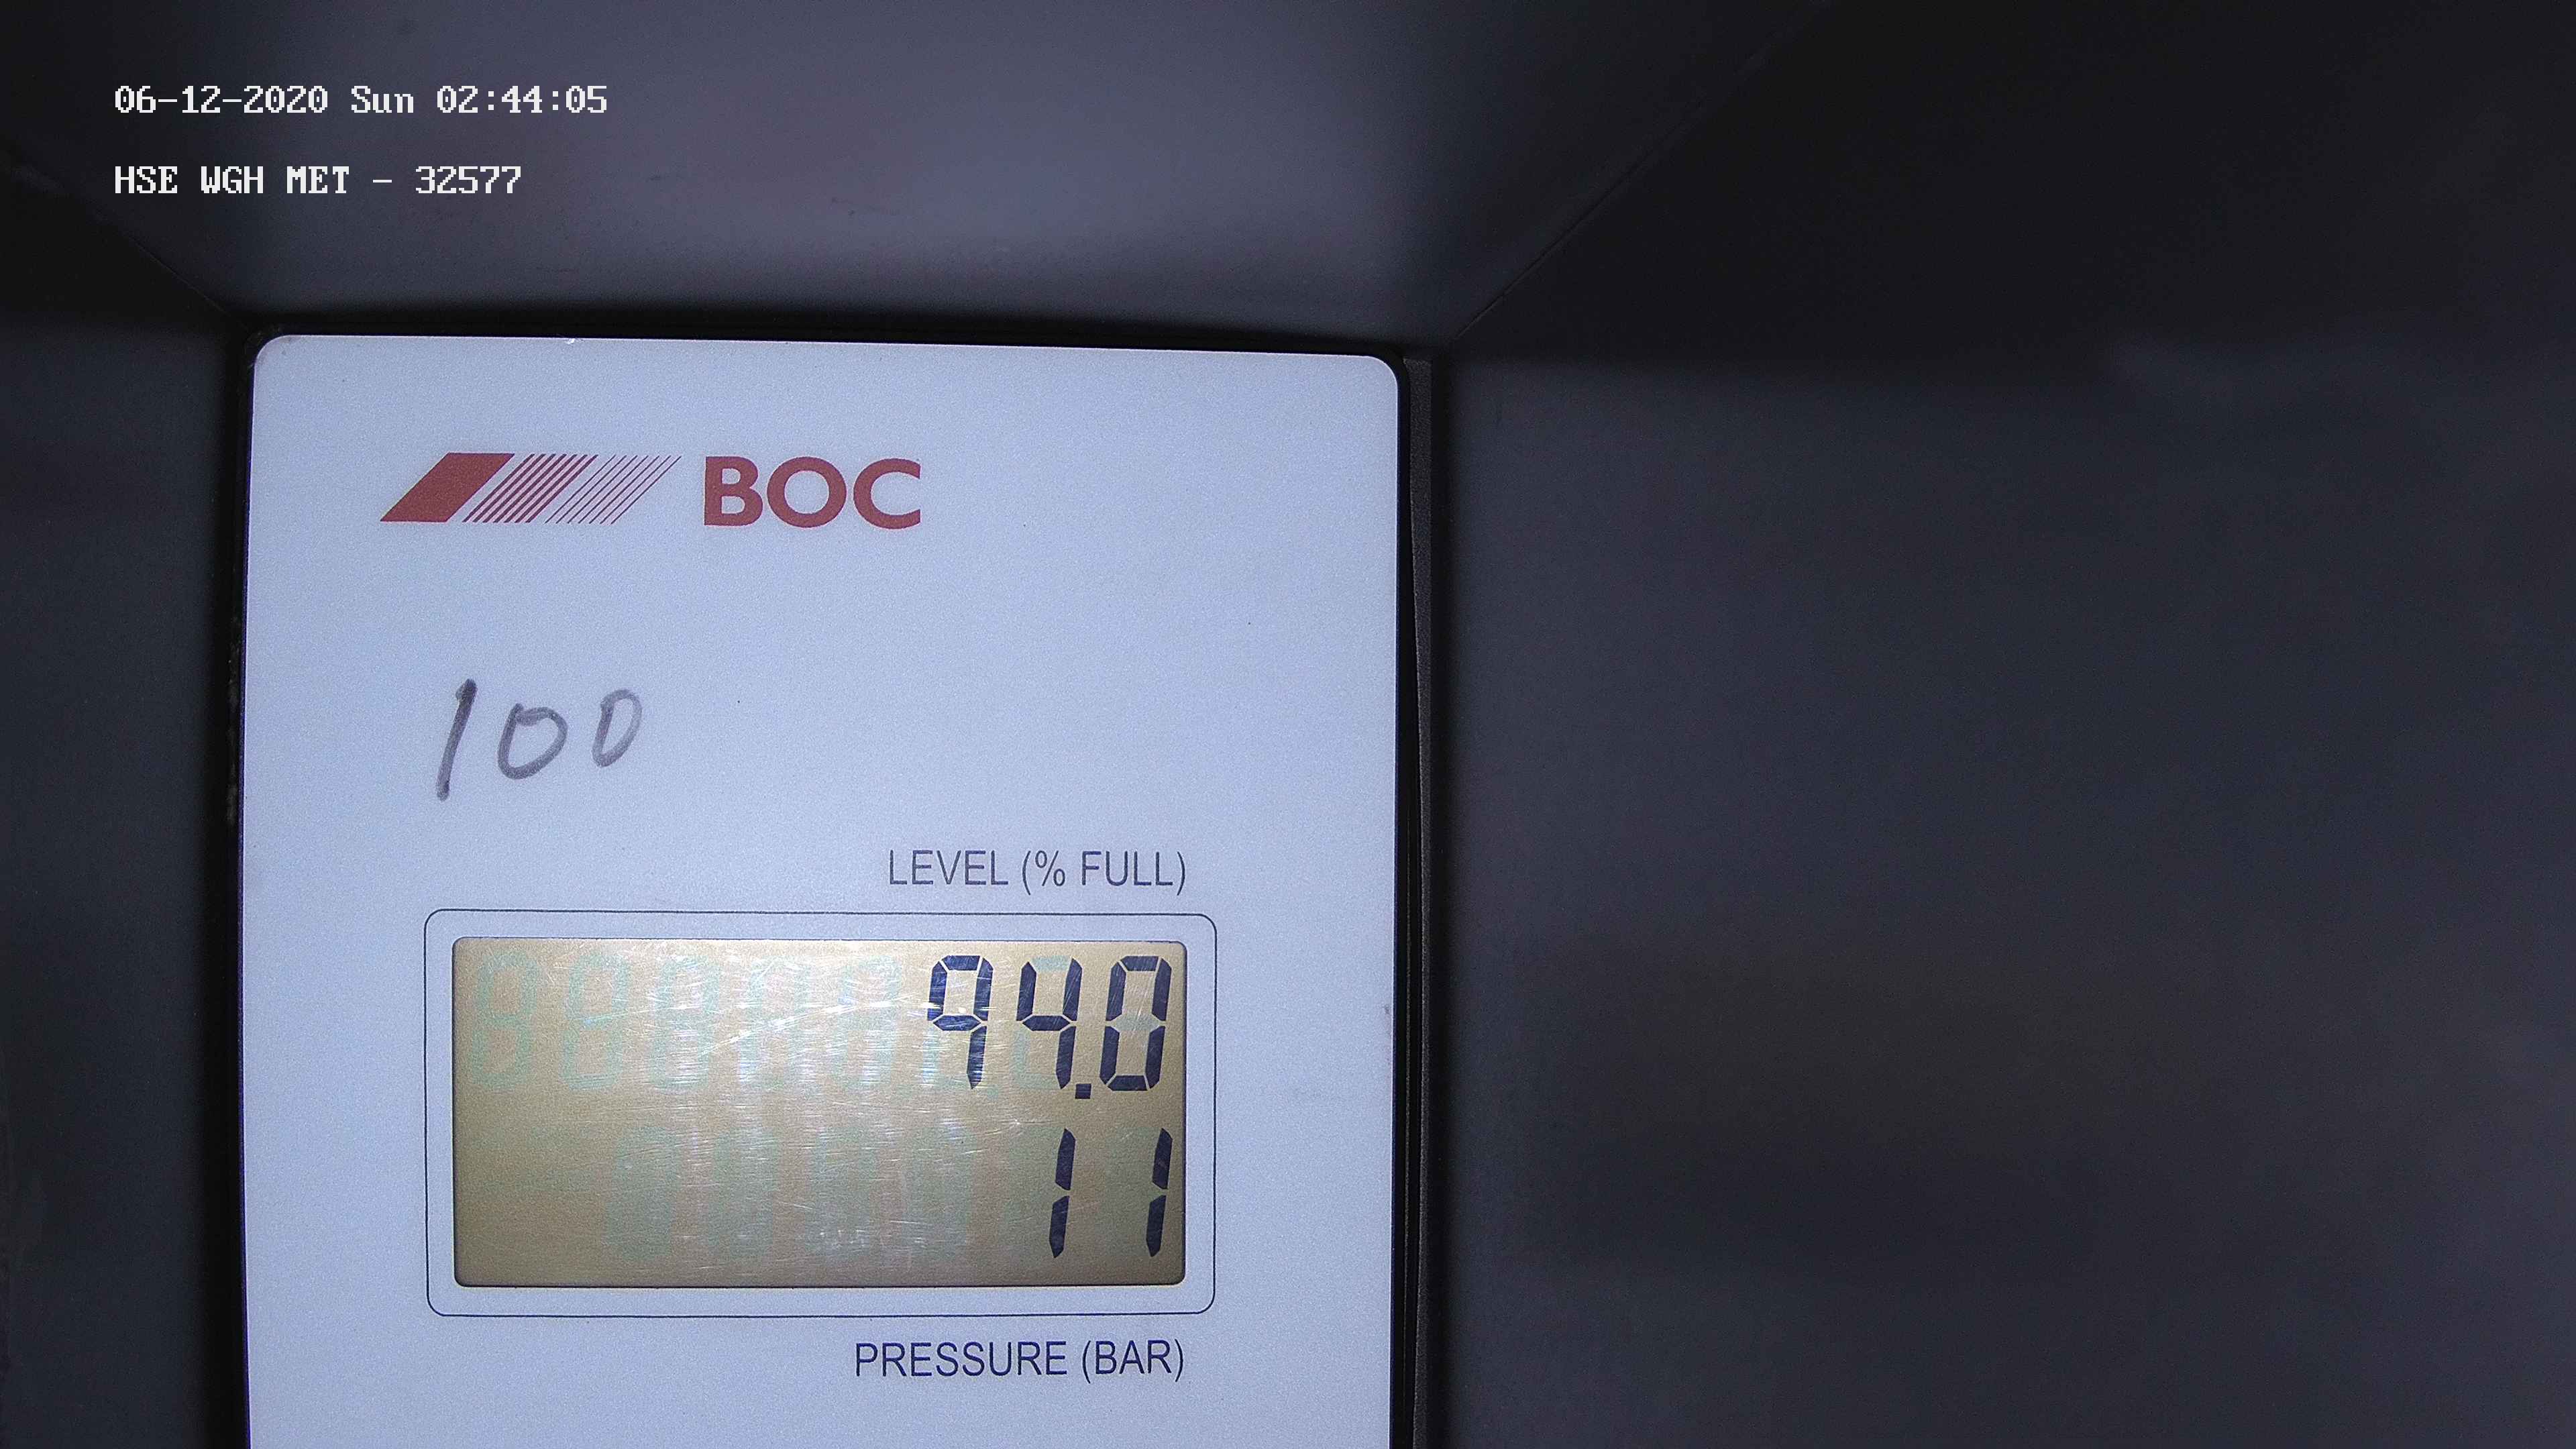 06-12-2020 Sun 02:44:05
HSE WGH MET - 32577
BOC
100
LEVEL (% FULL)
94.0
11
PRESSURE (BAR)